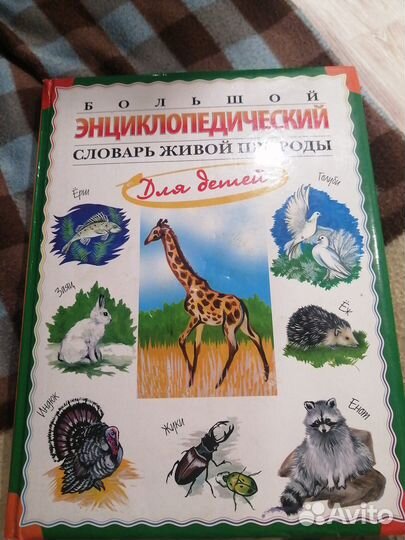 БОЛЬШОЙ
ЭНЦИКЛОПЕДИЧЕСКИЙ
СЛОВАРЬ ЖИВОЙ ПРИРОДЫ
Для детей
Ёрш
Голуби
Заяц
Ёж
Индюк
Жуки
Енот
Avito